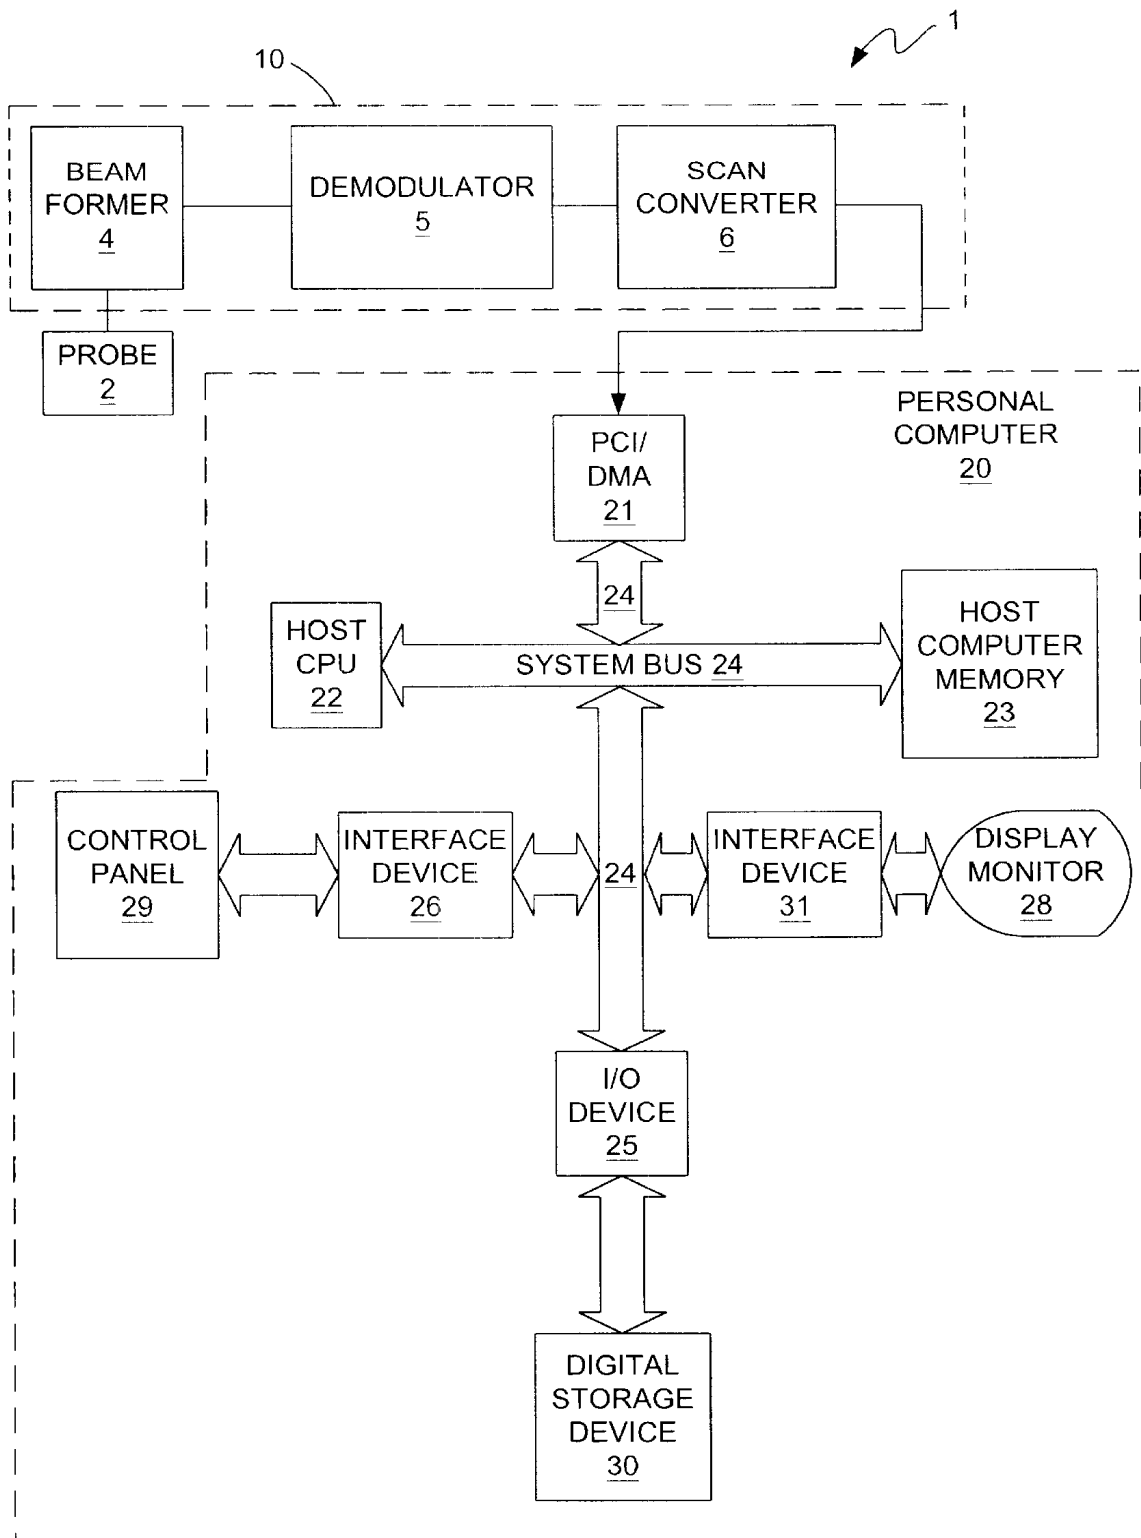 1
10
BEAM
FORMER
4
DEMODULATOR
5
SCAN
CONVERTER
6
PROBE
2
PERSONAL
COMPUTER
20
PCI/
DMA
21
24
HOST
CPU
22
SYSTEM BUS 24
HOST
COMPUTER
MEMORY
23
CONTROL
PANEL
29
INTERFACE
DEVICE
26
24
INTERFACE
DEVICE
31
DISPLAY
MONITOR
28
I/O
DEVICE
25
DIGITAL
STORAGE
DEVICE
30